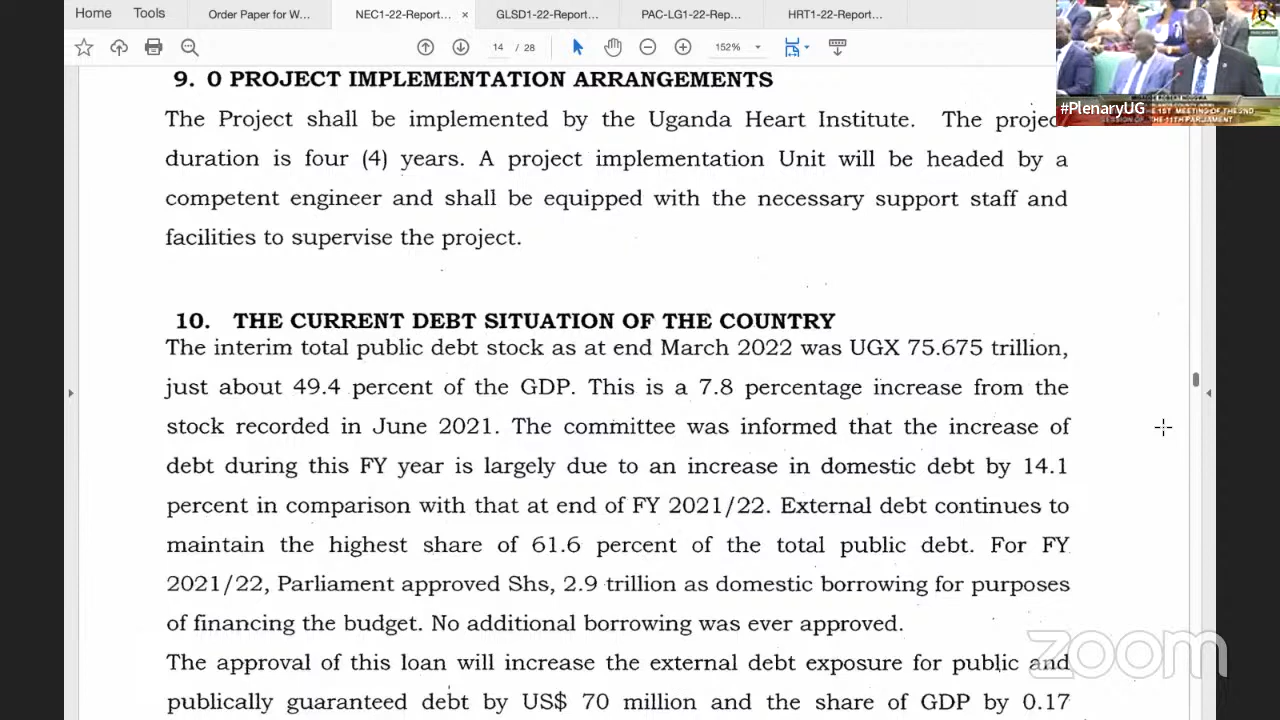 Home Tools Order Paper for W... NEC1-22-Report... × GLSD1-22-Report... PAC-LG1-22-Rep... HRT1-22-Report...
14 / 28 152%
#PlenaryUG
E 1ST MEETING OF THE 2ND
SESSION OF THE 11TH PARLIAMENT
9. 0 PROJECT IMPLEMENTATION ARRANGEMENTS
The Project shall be implemented by the Uganda Heart Institute. The project
duration is four (4) years. A project implementation Unit will be headed by a
competent engineer and shall be equipped with the necessary support staff and
facilities to supervise the project.
10. THE CURRENT DEBT SITUATION OF THE COUNTRY
The interim total public debt stock as at end March 2022 was UGX 75.675 trillion,
just about 49.4 percent of the GDP. This is a 7.8 percentage increase from the
stock recorded in June 2021. The committee was informed that the increase of
debt during this FY year is largely due to an increase in domestic debt by 14.1
percent in comparison with that at end of FY 2021/22. External debt continues to
maintain the highest share of 61.6 percent of the total public debt. For FY
2021/22, Parliament approved Shs, 2.9 trillion as domestic borrowing for purposes
of financing the budget. No additional borrowing was ever approved.
The approval of this loan will increase the external debt exposure for public and
publically guaranteed debt by US$ 70 million and the share of GDP by 0.17
zoom